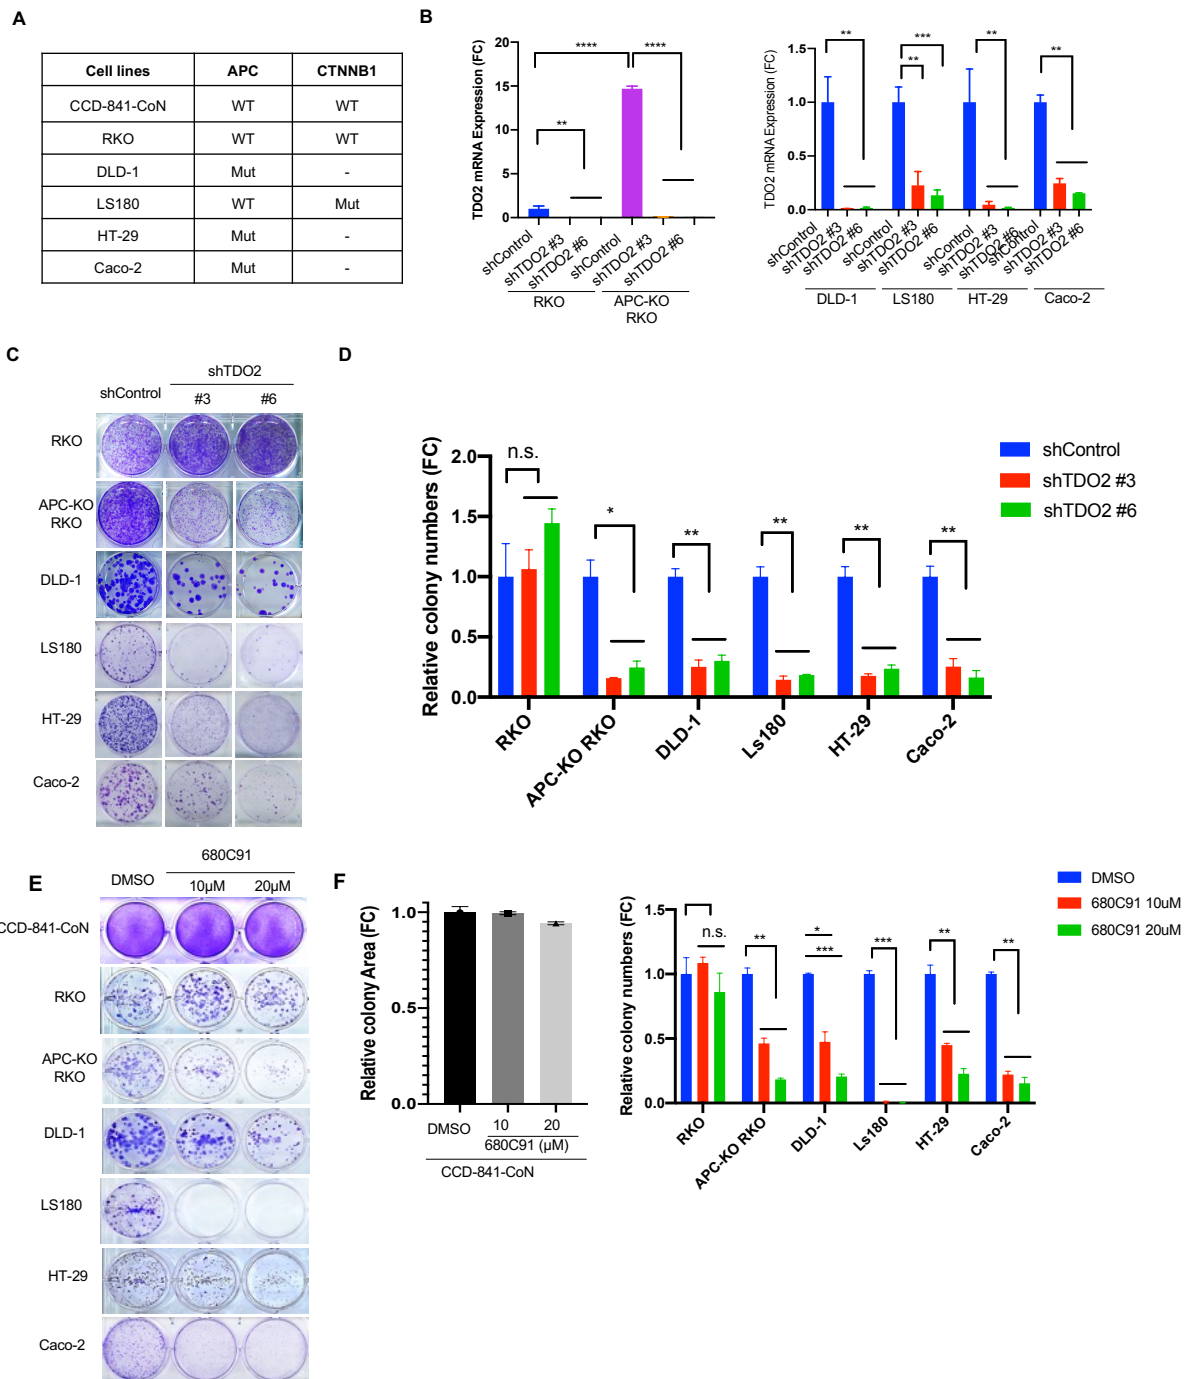 A
Cell lines APC CTNNB1
CCD-841-CoN WT WT
RKO WT WT
DLD-1 Mut -
LS180 WT Mut
HT-29 Mut -
Caco-2 Mut -
B
TDO2 mRNA Expression (FC)
20
15
10
5
0
**
****
****
shControl
shTDO2 #3
shTDO2 #6
shControl
shTDO2 #3
shTDO2 #6
RKO
APC-KO
RKO
TDO2 mRNA Expression (FC)
1.5
1.0
0.5
0.0
**
***
**
**
**
shControl
shTDO2 #3
shTDO2 #6
shControl
shTDO2 #3
shTDO2 #6
shControl
shTDO2 #3
shTDO2 #6
shControl
shTDO2 #3
shTDO2 #6
DLD-1
LS180
HT-29
Caco-2
C
shTDO2
shControl
#3
#6
RKO
APC-KO
RKO
DLD-1
LS180
HT-29
Caco-2
D
Relative colony numbers (FC)
2.0
1.5
1.0
0.5
0.0
n.s.
*
**
**
**
**
RKO
APC-KO RKO
DLD-1
Ls180
HT-29
Caco-2
shControl
shTDO2 #3
shTDO2 #6
E
680C91
DMSO
10µM
20µM
CCD-841-CoN
RKO
APC-KO
RKO
DLD-1
LS180
HT-29
Caco-2
F
Relative colony Area (FC)
1.0
0.5
0.0
DMSO
10
20
680C91 (µM)
CCD-841-CoN
Relative colony numbers (FC)
1.5
1.0
0.5
0.0
n.s.
**
*
***
***
**
**
RKO
APC-KO RKO
DLD-1
Ls180
HT-29
Caco-2
DMSO
680C91 10uM
680C91 20uM